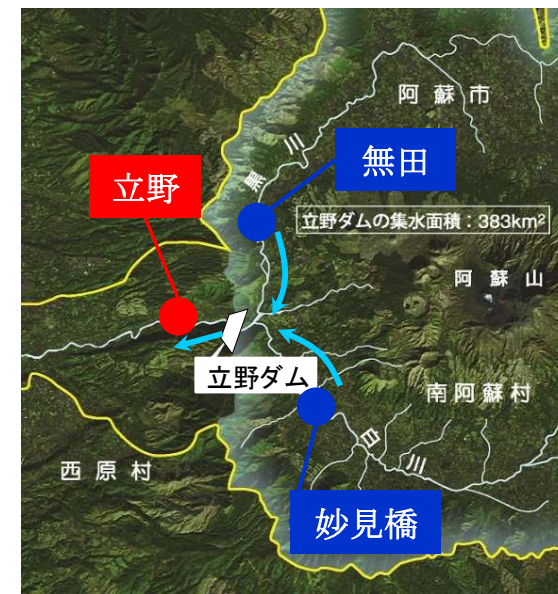 阿蘇市
無田
黒川
立野
立野ダムの集水面積：383km²
阿蘇山
立野ダム
南阿蘇村
白川
西原村
妙見橋